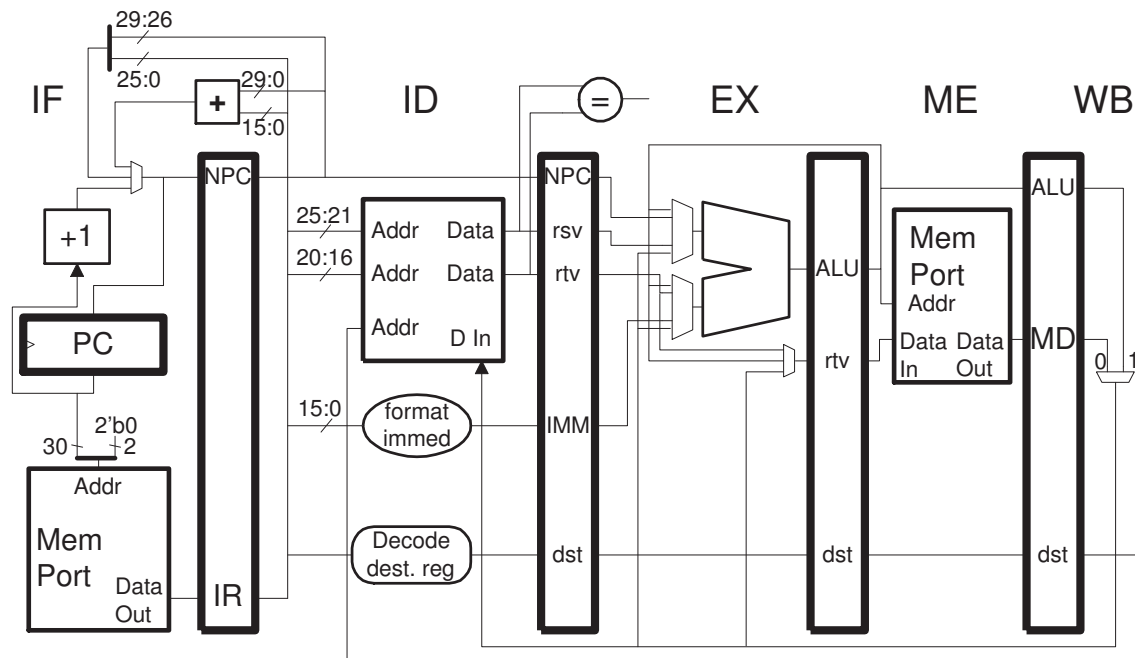 29:26
25:0
IF
+
29:0
15:0
ID
=
EX
ME
WB
NPC
NPC
ALU
+1
25:21
20:16
Addr
Data
Addr
Data
Addr
D In
rsv
rtv
ALU
Mem
Port
Addr
Data
In
Data
Out
MD
0
1
PC
rtv
15:0
format
immed
IMM
30
2'b0
2
Addr
Mem
Port
Data
Out
IR
Decode
dest. reg
dst
dst
dst